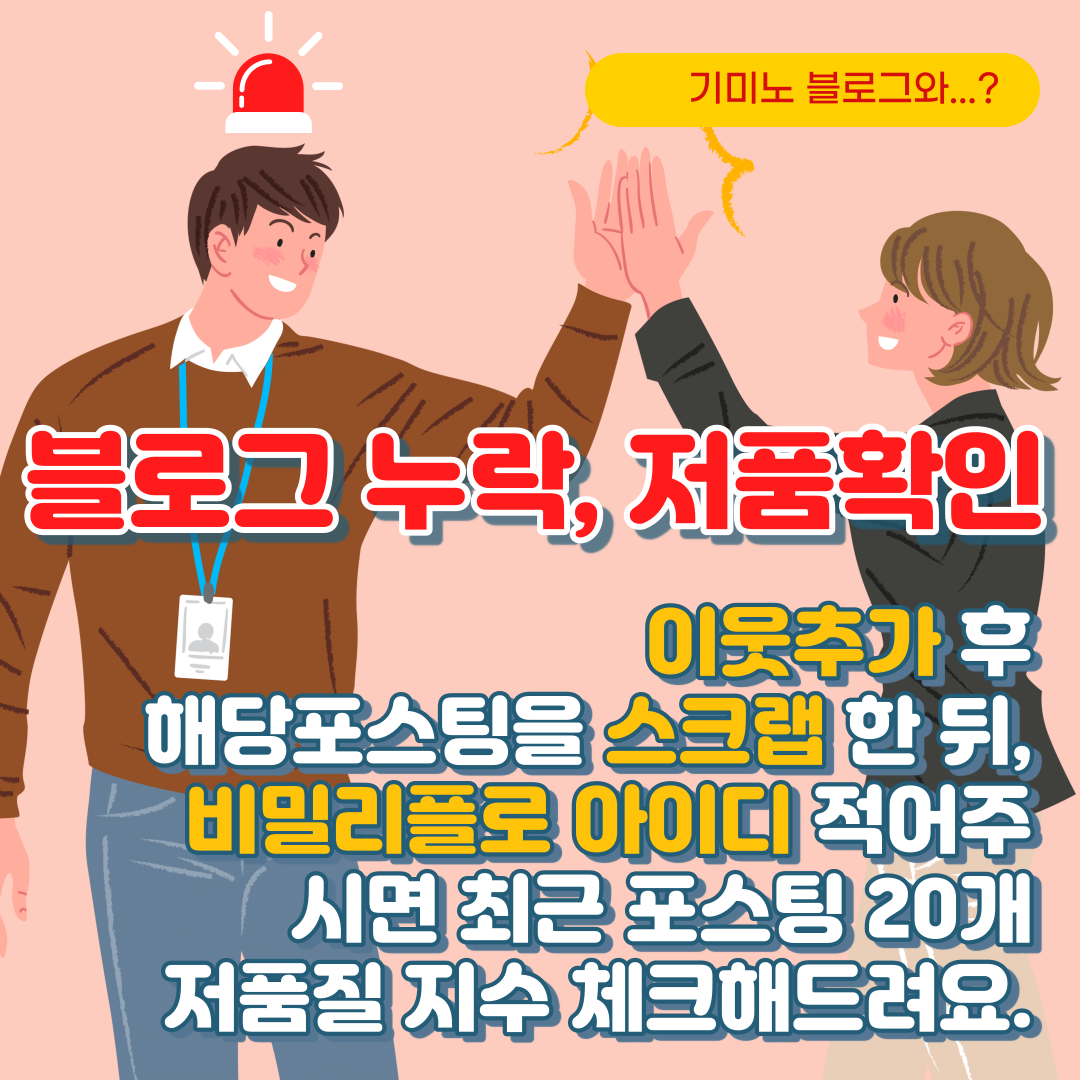 기미노 블로그와...?
블로그 누락, 저품확인
이웃추가 후
해당포스팅을 스크랩 한 뒤,
비밀리플로 아이디 적어주
시면 최근 포스팅 20개
저품질 지수 체크해드려요.